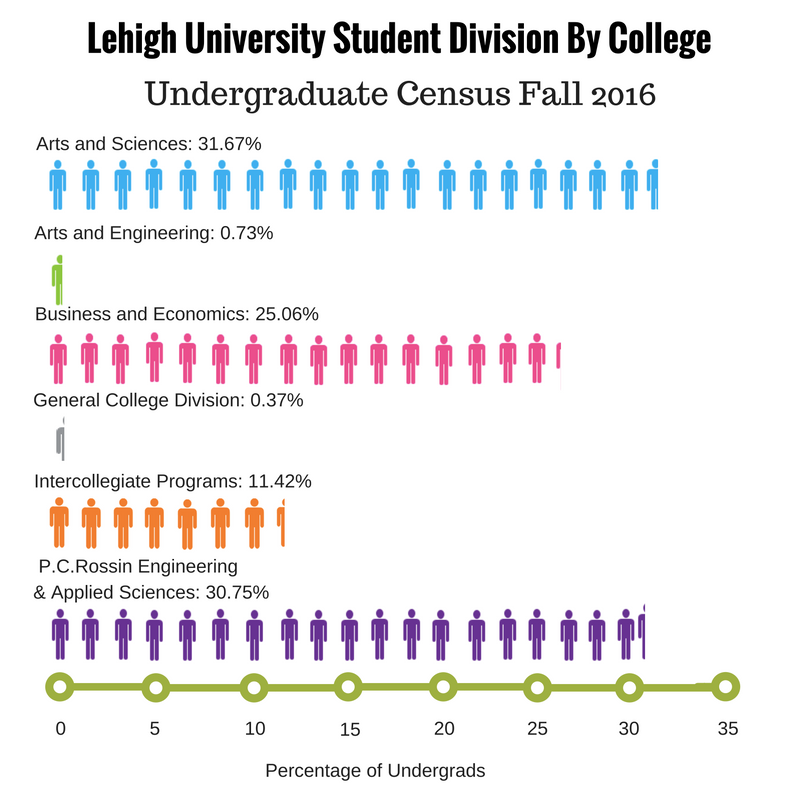 Lehigh University Student Division By College
Undergraduate Census Fall 2016
Arts and Sciences: 31.67%
Arts and Engineering: 0.73%
Business and Economics: 25.06%
General College Division: 0.37%
Intercollegiate Programs: 11.42%
P.C.Rossin Engineering
& Applied Sciences: 30.75%
0 5 10 15 20 25 30 35
Percentage of Undergrads